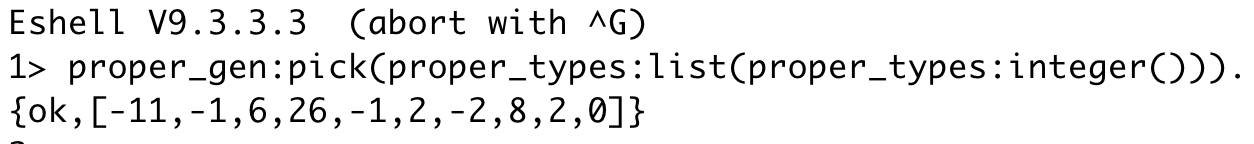 Eshell V9.3.3.3  (abort with ^G)
1> proper_gen:pick(proper_types:list(proper_types:integer())).
{ok,[-11,-1,6,26,-1,2,-2,8,2,0]}